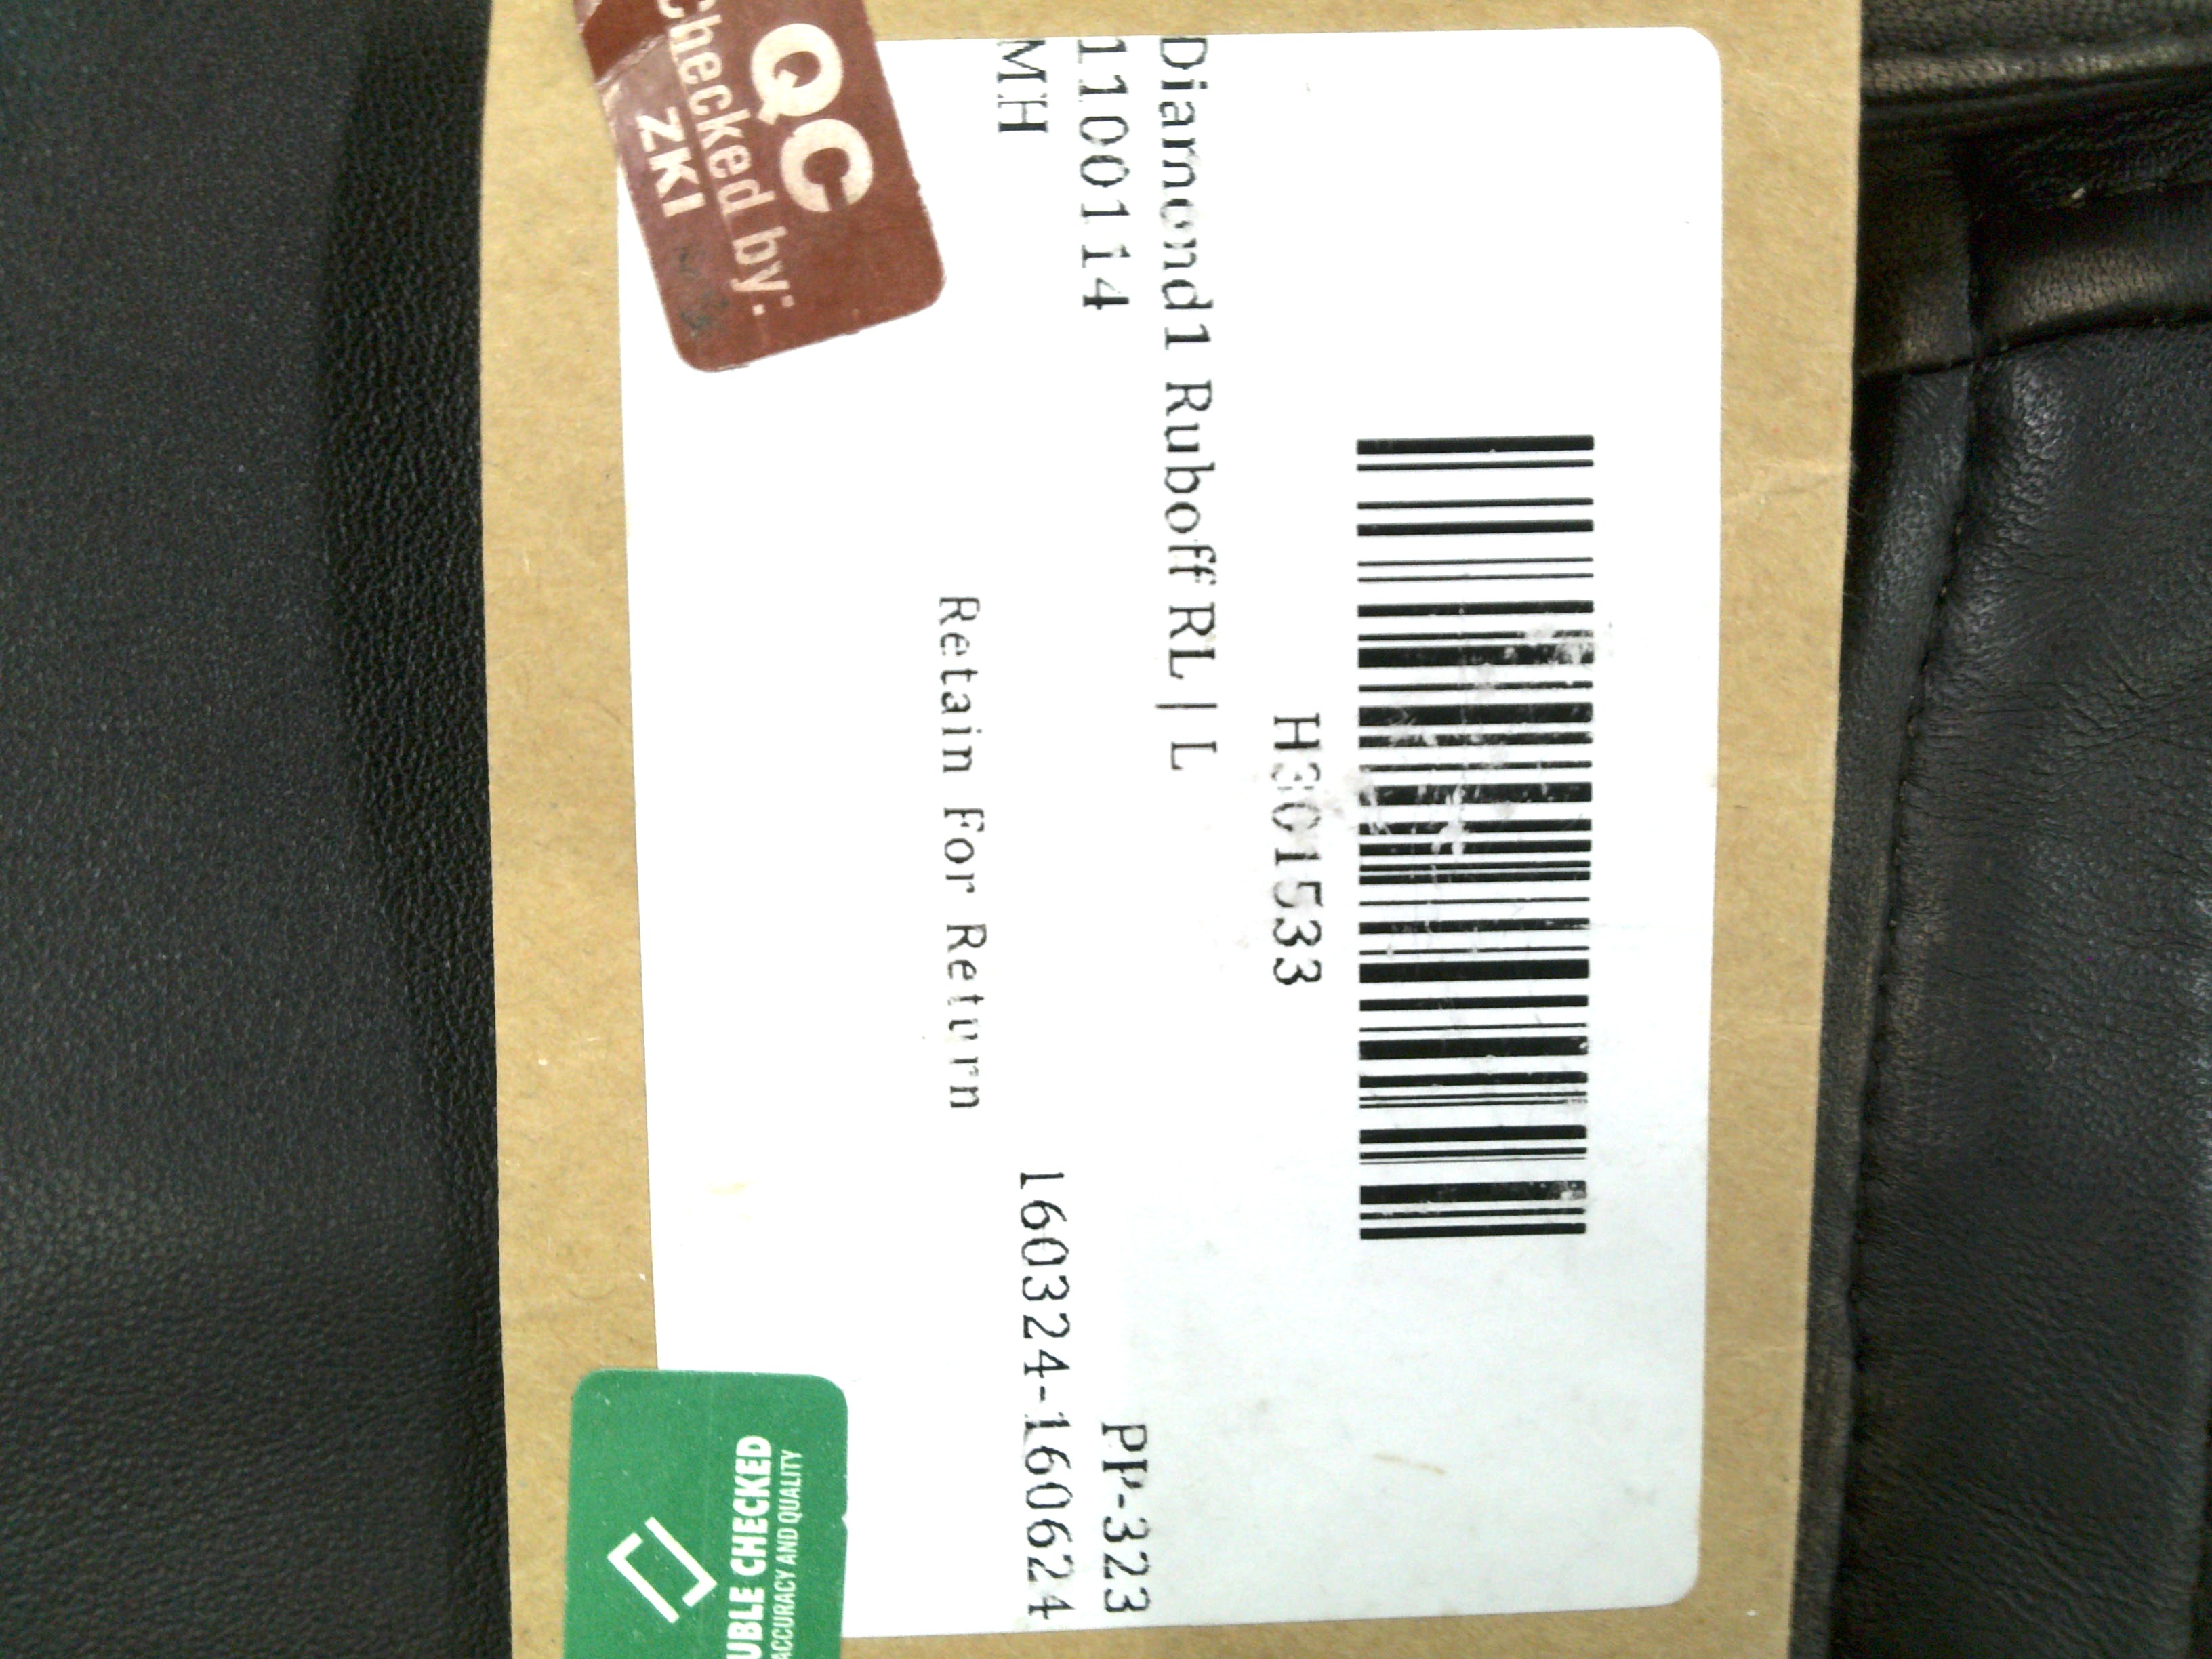 H301533
Diamond1 Ruboff RL | L
11100114
PP-323
MH
160324-160624
Retain For Return
QC
Checked by:
ZKI
UBLE CHECKED
ACCURACY AND QUALITY